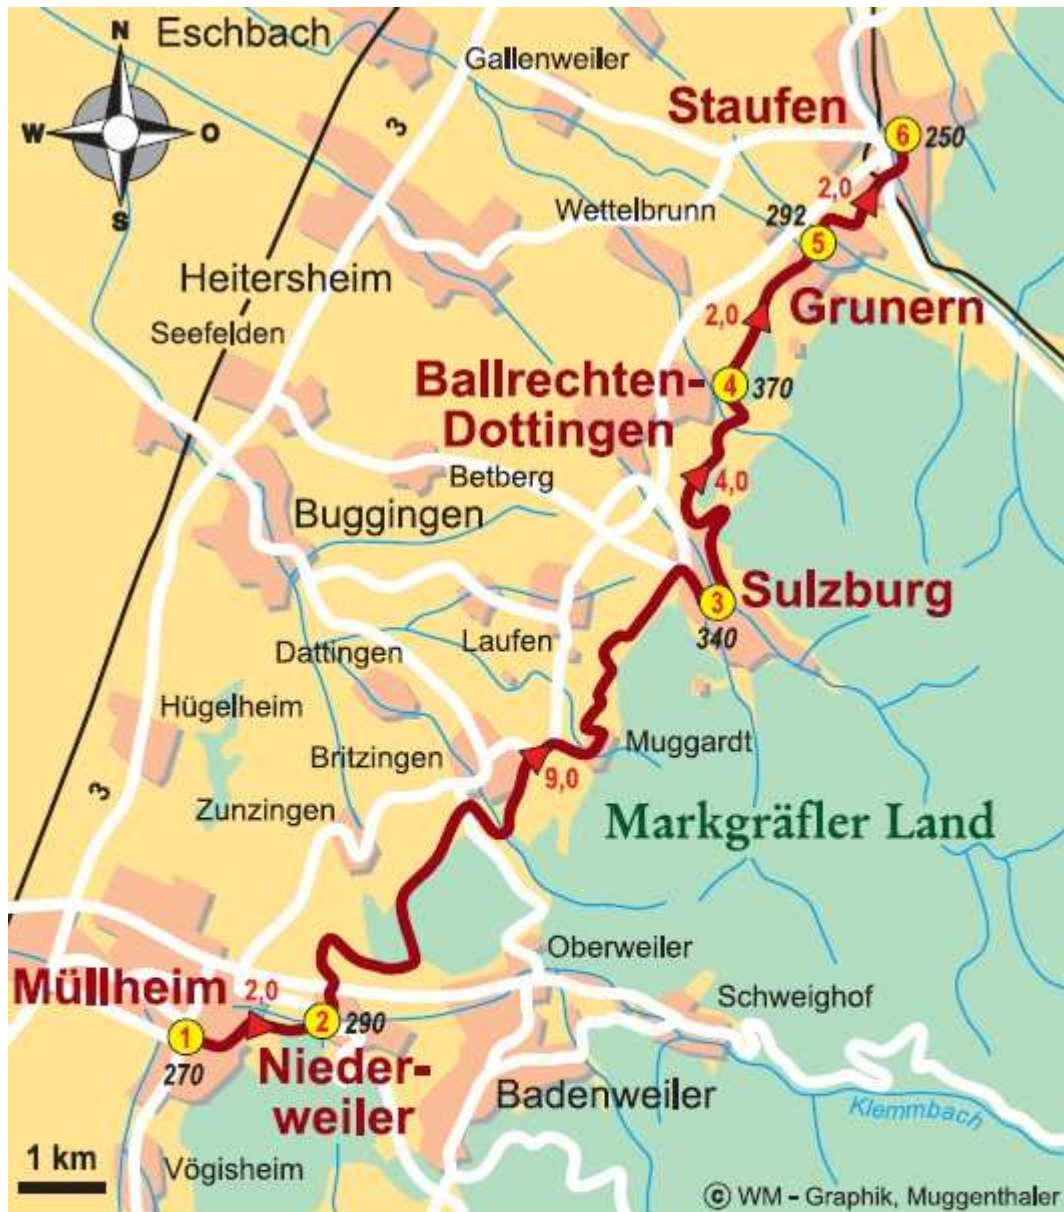 Eschbach
N
W
O
S
3
Gallenweiler
Staufen
6
250
2,0
292
Wettelbrunn
5
Heitersheim
Grunern
Seefelden
2,0
Ballrechten-
Dottingen
4
370
Betberg
4,0
Buggingen
Sulzburg
3
340
Laufen
Dattingen
Hügelheim
Muggardt
Britzingen
9,0
3
Zunzingen
Markgräfler Land
Oberweiler
Müllheim
2,0
Schweighof
1
270
2
290
Nieder-
weiler
Badenweiler
Klemmbach
1 km
Vögisheim
© WM - Graphik, Muggenthaler